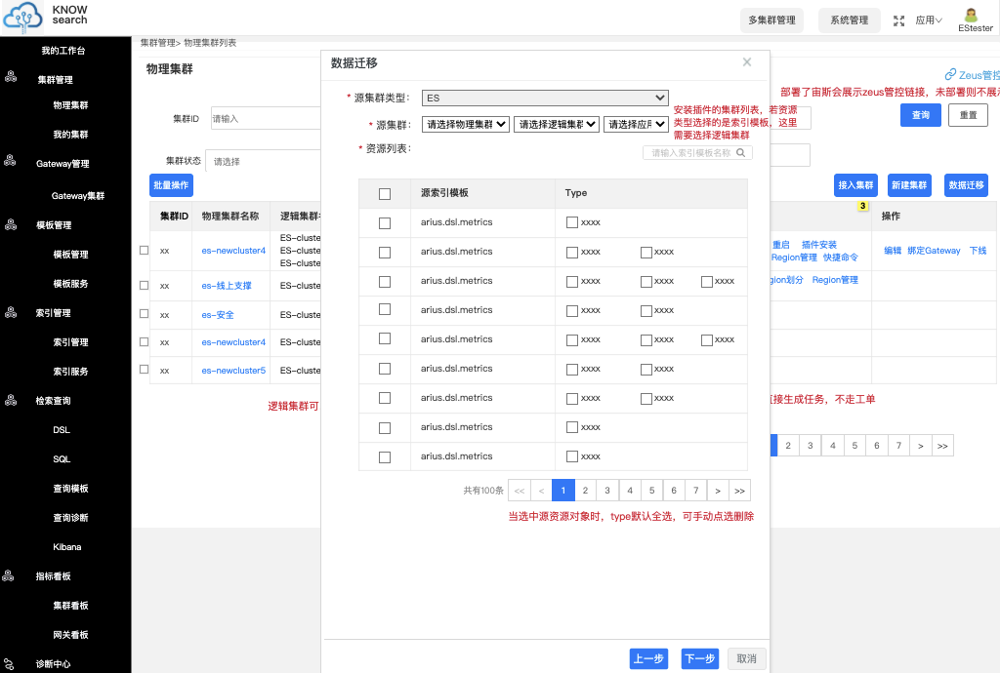 KNOW
search
多集群管理
系统管理
应用
EStester
我的工作台
集群管理
物理集群
我的集群
Gateway管理
Gateway集群
模板管理
模板管理
模板服务
索引管理
索引管理
索引服务
检索查询
DSL
SQL
查询模板
查询诊断
Kibana
指标看板
集群看板
网关看板
诊断中心
集群管理> 物理集群列表
物理集群
Zeus管控
部署了宙斯会展示zeus管控链接，未部署则不展示
集群ID
请输入
查询
重置
集群状态
请选择
批量操作
接入集群
新建集群
数据迁移
集群ID
物理集群名称
逻辑集群
3
操作
xx
es-newcluster4
ES-cluste
ES-cluste
ES-cluste
重启
插件安装
Region管理
快捷命令
编辑
绑定Gateway
下线
xx
es-线上支撑
ES-cluste
gion划分
Region管理
xx
es-安全
ES-cluste
xx
es-newcluster4
ES-cluste
xx
es-newcluster5
ES-cluste
逻辑集群可
接生成任务，不走工单
2
3
4
5
6
7
>
>>
数据迁移
×
* 源集群类型：
ES
* 源集群：
请选择物理集群
请选择逻辑集群
请选择应用
安装插件的集群列表，若资源
类型选择的是索引模板，这里
需要选择逻辑集群
* 资源列表：
请输入索引模板名称
源索引模板
Type
arius.dsl.metrics
xxxx
arius.dsl.metrics
xxxx
xxxx
arius.dsl.metrics
xxxx
xxxx
xxxx
arius.dsl.metrics
xxxx
xxxx
arius.dsl.metrics
xxxx
xxxx
xxxx
arius.dsl.metrics
xxxx
xxxx
arius.dsl.metrics
xxxx
xxxx
arius.dsl.metrics
xxxx
arius.dsl.metrics
xxxx
共有100条
<<
<
1
2
3
4
5
6
7
>
>>
当选中源资源对象时，type默认全选，可手动点选删除
上一步
下一步
取消